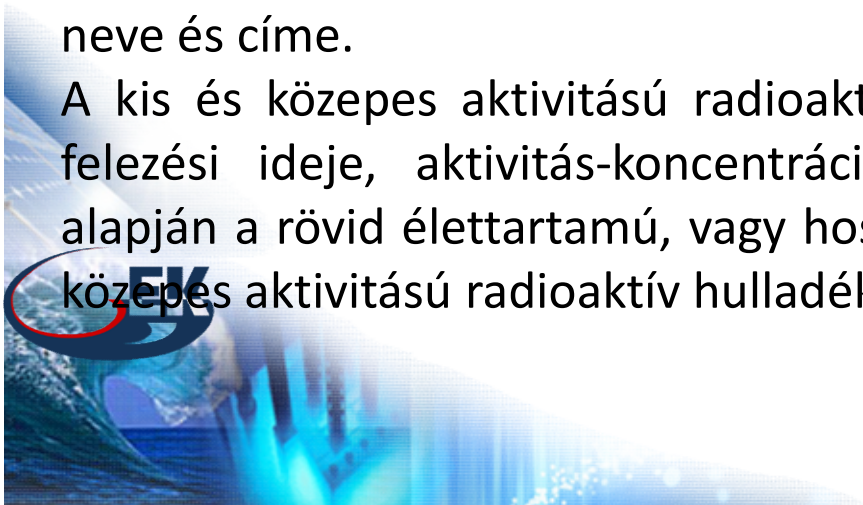 neve és címe.
A kis és közepes aktivitású radioakt
felezési ideje, aktivitás-koncentráci
alapján a rövid élettartamú, vagy hos
közepes aktivitású radioaktív hulladék
EK